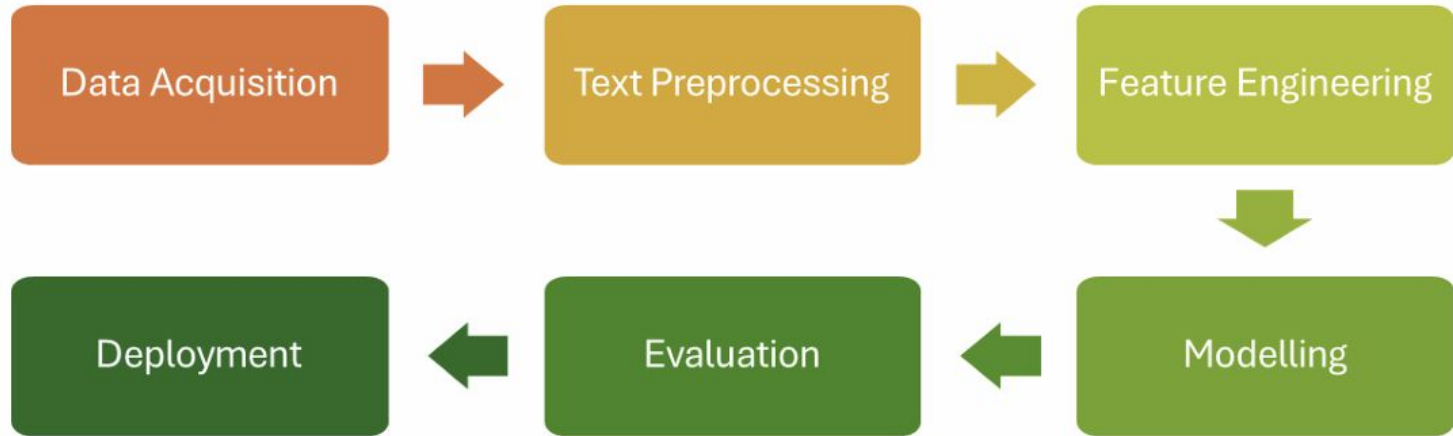 Data Acquisition
Text Preprocessing
Feature Engineering
Modelling
Evaluation
Deployment